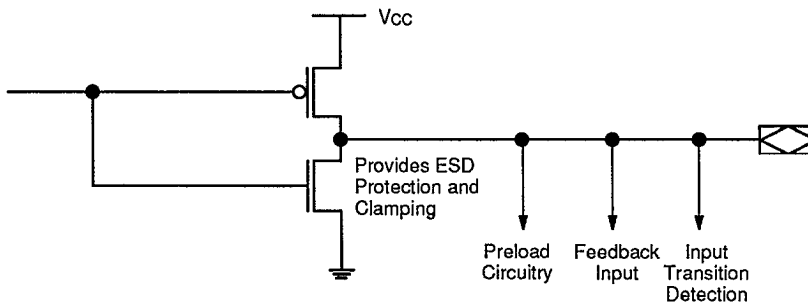 Vcc
Provides ESD
Protection and
Clamping
Preload
Circuitry
Feedback
Input
Input
Transition
Detection